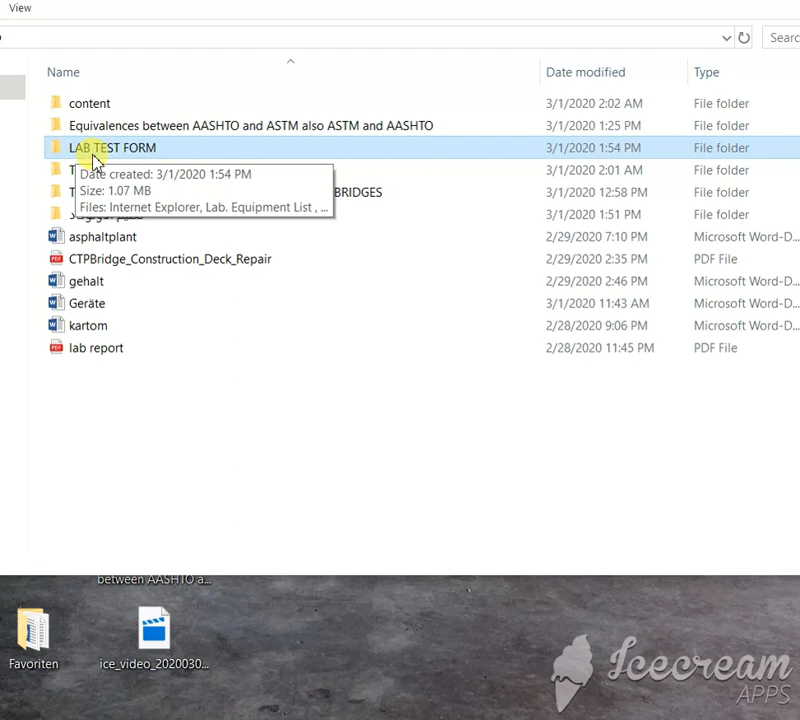 View
Searc
Name
Date modified
Type
content
3/1/2020 2:02 AM
File folder
Equivalences between AASHTO and ASTM also ASTM and AASHTO
3/1/2020 1:25 PM
File folder
LAB TEST FORM
3/1/2020 1:54 PM
File folder
T
3/1/2020 2:01 AM
File folder
T
BRIDGES
3/1/2020 12:58 PM
File folder
3/1/2020 1:51 PM
File folder
Date created: 3/1/2020 1:54 PM
Size: 1.07 MB
Files: Internet Explorer, Lab. Equipment List , ...
asphaltplant
2/29/2020 7:10 PM
Microsoft Word-D...
CTPBridge_Construction_Deck_Repair
2/29/2020 2:35 PM
PDF File
gehalt
2/29/2020 2:46 PM
Microsoft Word-D...
Geräte
3/1/2020 11:43 AM
Microsoft Word-D...
kartom
2/28/2020 9:06 PM
Microsoft Word-D...
lab report
2/28/2020 11:45 PM
PDF File
between AASHTO a...
Favoriten
ice_video_2020030...
Icecream
APPS